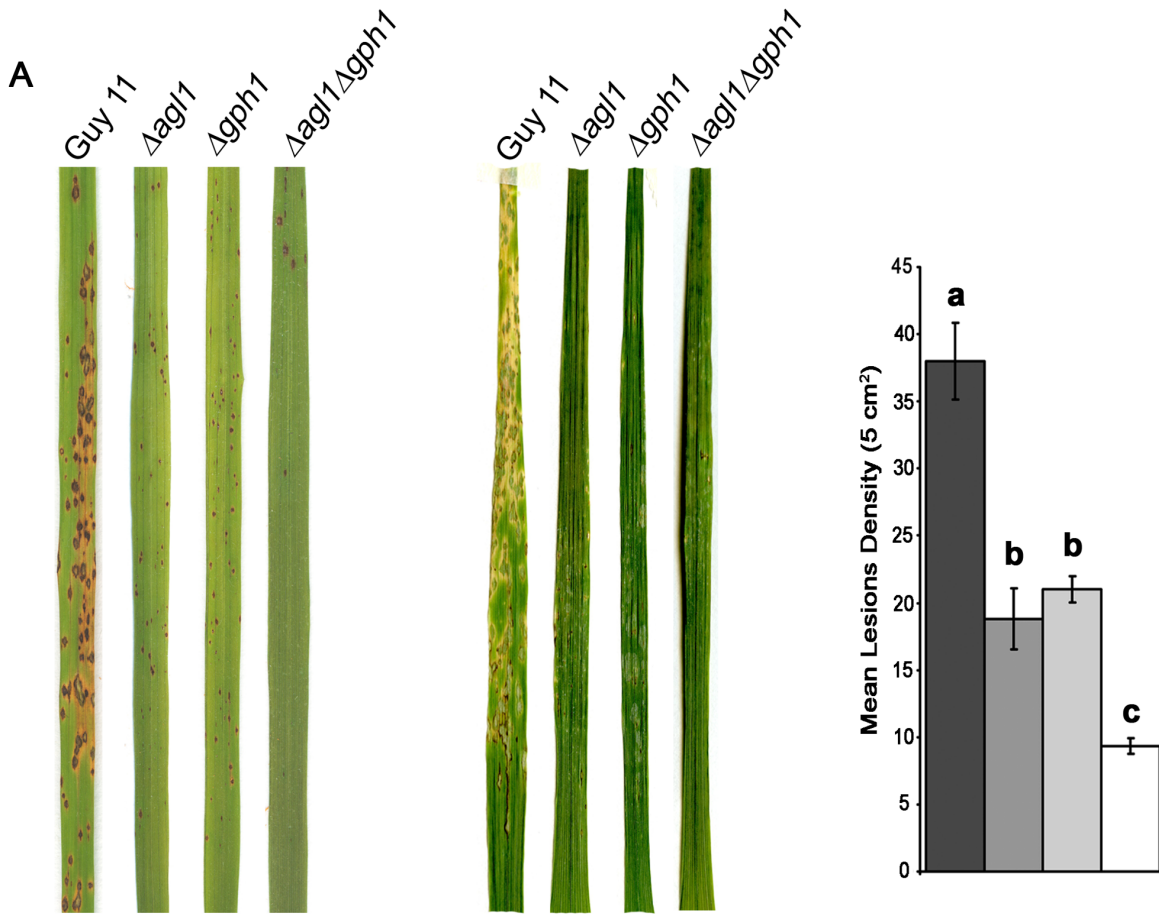 A
Guy 11
Δagl1
Δgph1
Δagl1Δgph1
Guy 11
Δagl1
Δgph1
Δagl1Δgph1
Mean Lesions Density (5 cm²)
45
40
35
30
25
20
15
10
5
0
a
b
b
c